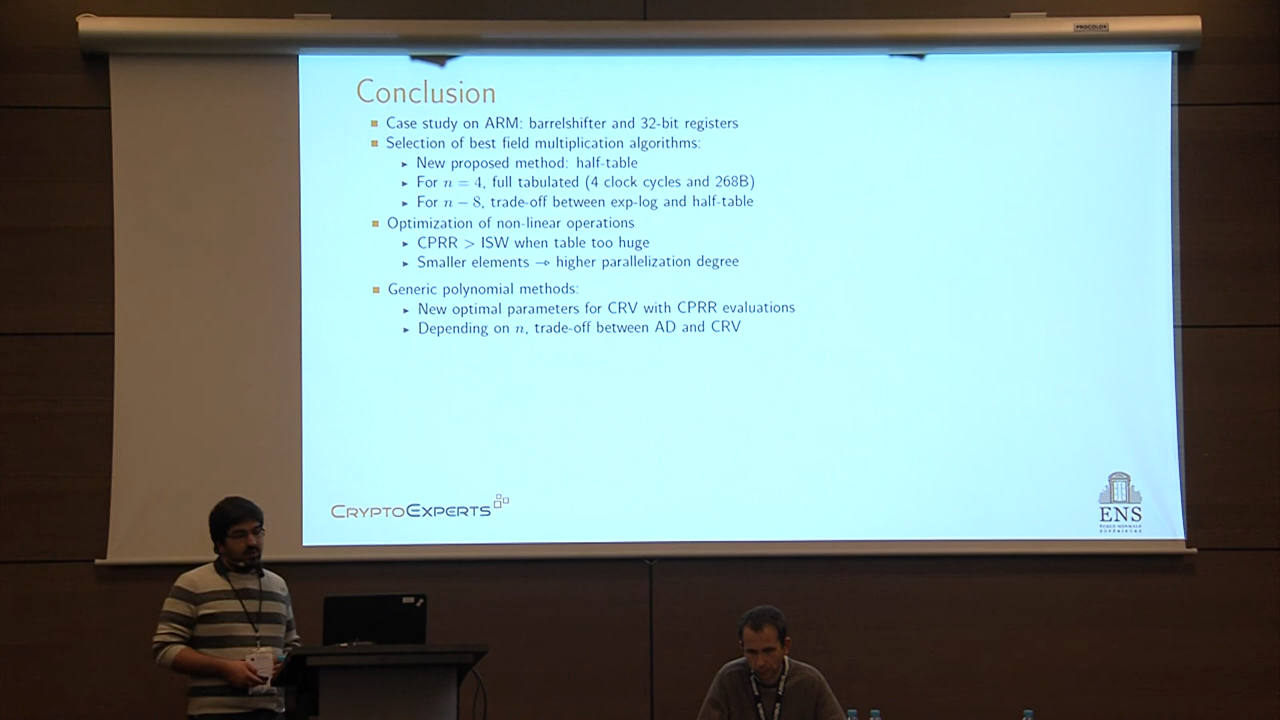 PROCOLOR
Conclusion
Case study on ARM: barrelshifter and 32-bit registers
Selection of best field multiplication algorithms:
New proposed method: half-table
For n = 4, full tabulated (4 clock cycles and 268B)
For n − 8, trade-off between exp-log and half-table
Optimization of non-linear operations
CPRR > ISW when table too huge
Smaller elements → higher parallelization degree
Generic polynomial methods:
New optimal parameters for CRV with CPRR evaluations
Depending on n, trade-off between AD and CRV
CRYPTOEXPERTS
ENS
ÉCOLE NORMALE
SUPÉRIEURE